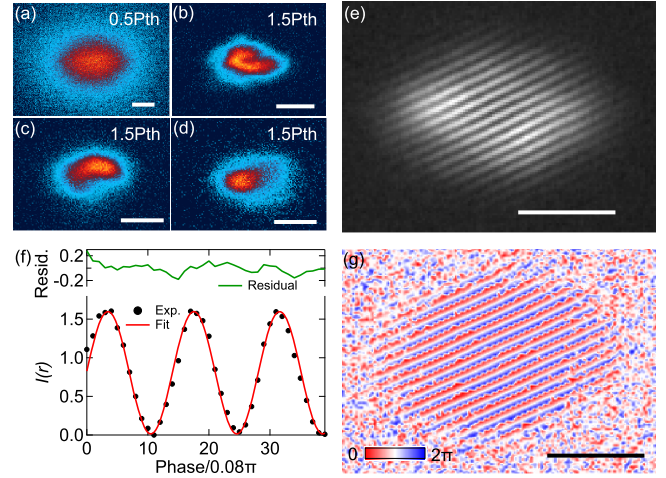 (a) 0.5Pth
(b) 1.5Pth
(c) 1.5Pth
(d) 1.5Pth
(e)
(f)
Resid.
0.2
-0.2
Residual
I(r)
1.5
1.0
0.5
0.0
Exp.
Fit
0 10 20 30
Phase/0.08π
(g)
0 2π